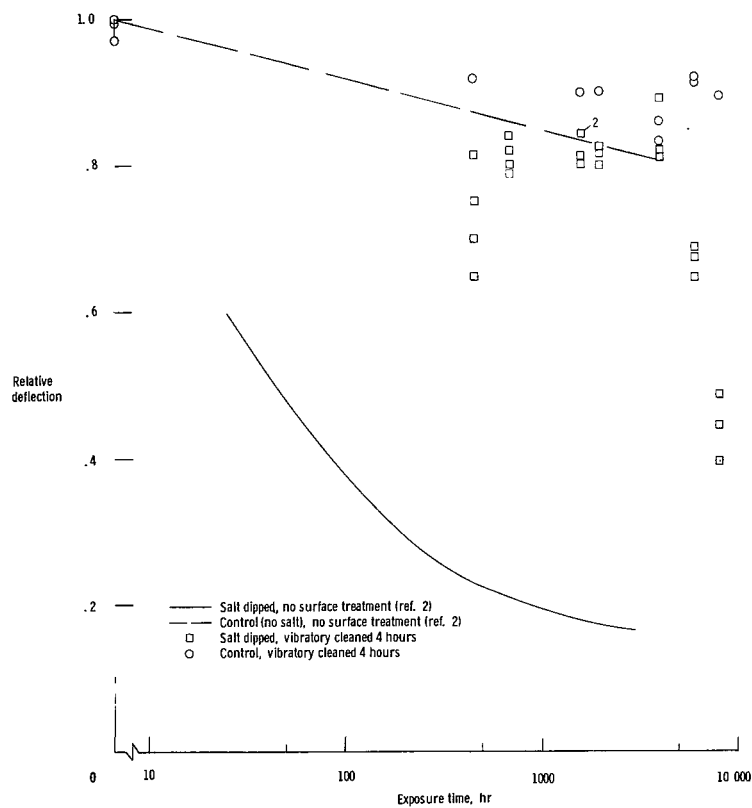 1.0
2
.8
.6
Relative
deflection
.4
.2
Salt dipped, no surface treatment (ref. 2)
Control (no salt), no surface treatment (ref. 2)
Salt dipped, vibratory cleaned 4 hours
Control, vibratory cleaned 4 hours
0 10 100 1000 10 000
Exposure time, hr